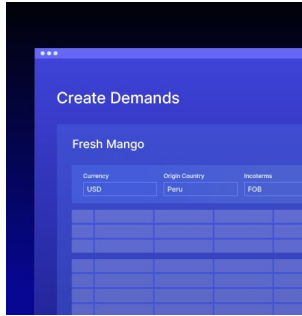 Create Demands
Fresh Mango
Currency Origin Country Incoterms
USD Peru FOB